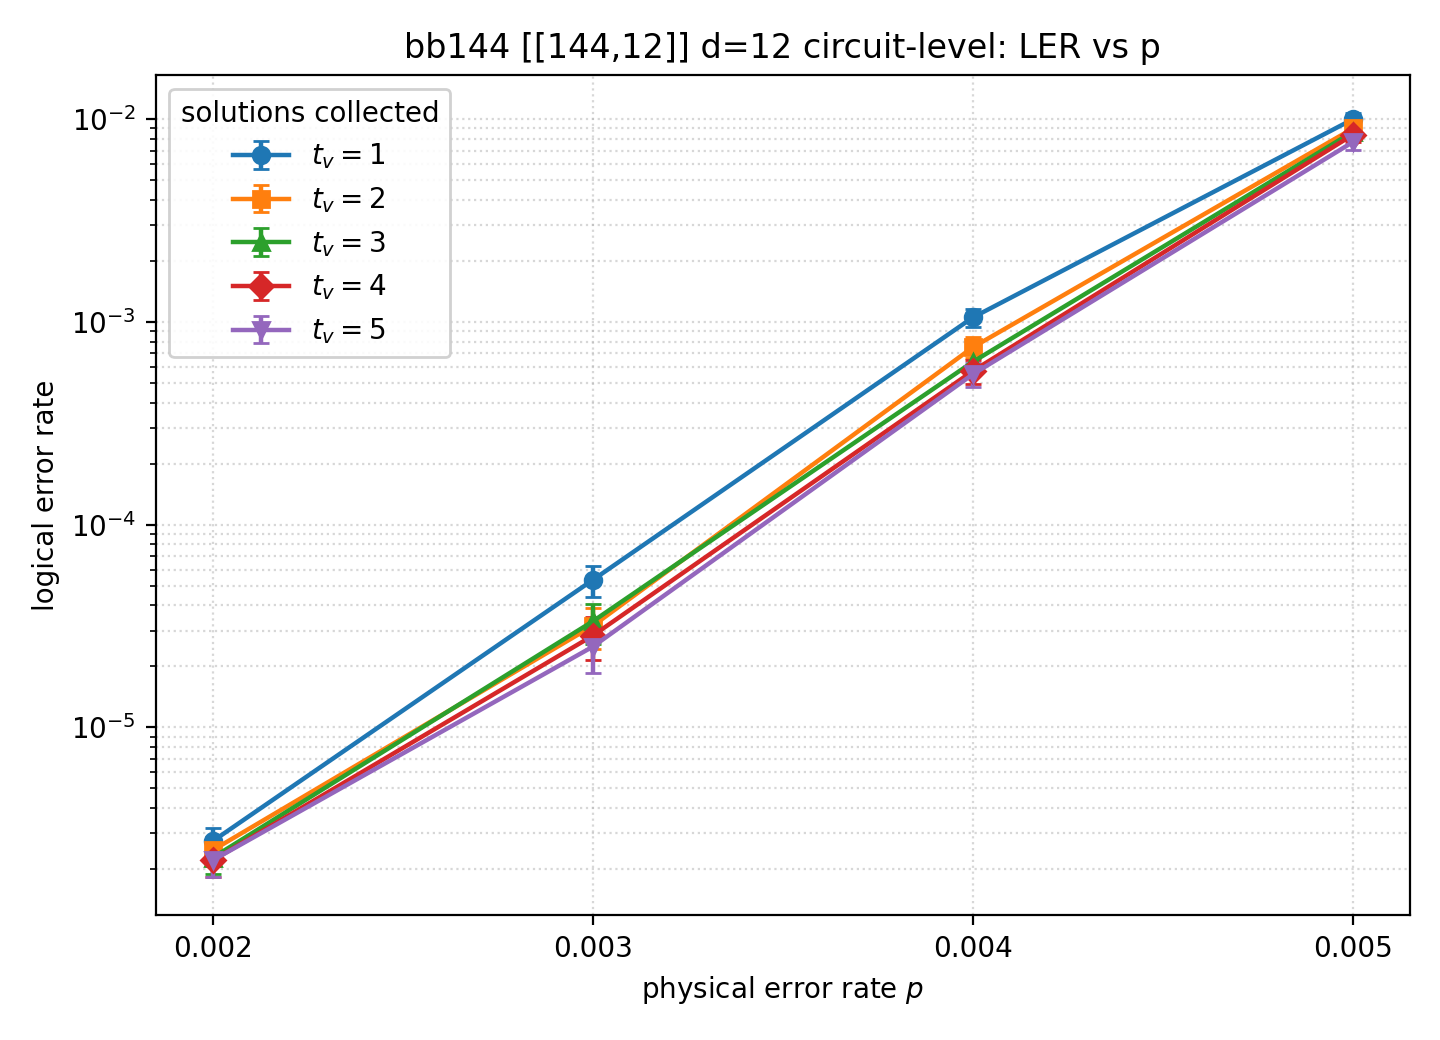 bb144 [[144,12]] d=12 circuit-level: LER vs p
solutions collected
t_v = 1
t_v = 2
t_v = 3
t_v = 4
t_v = 5
logical error rate
10⁻²
10⁻³
10⁻⁴
10⁻⁵
0.002 0.003 0.004 0.005
physical error rate p